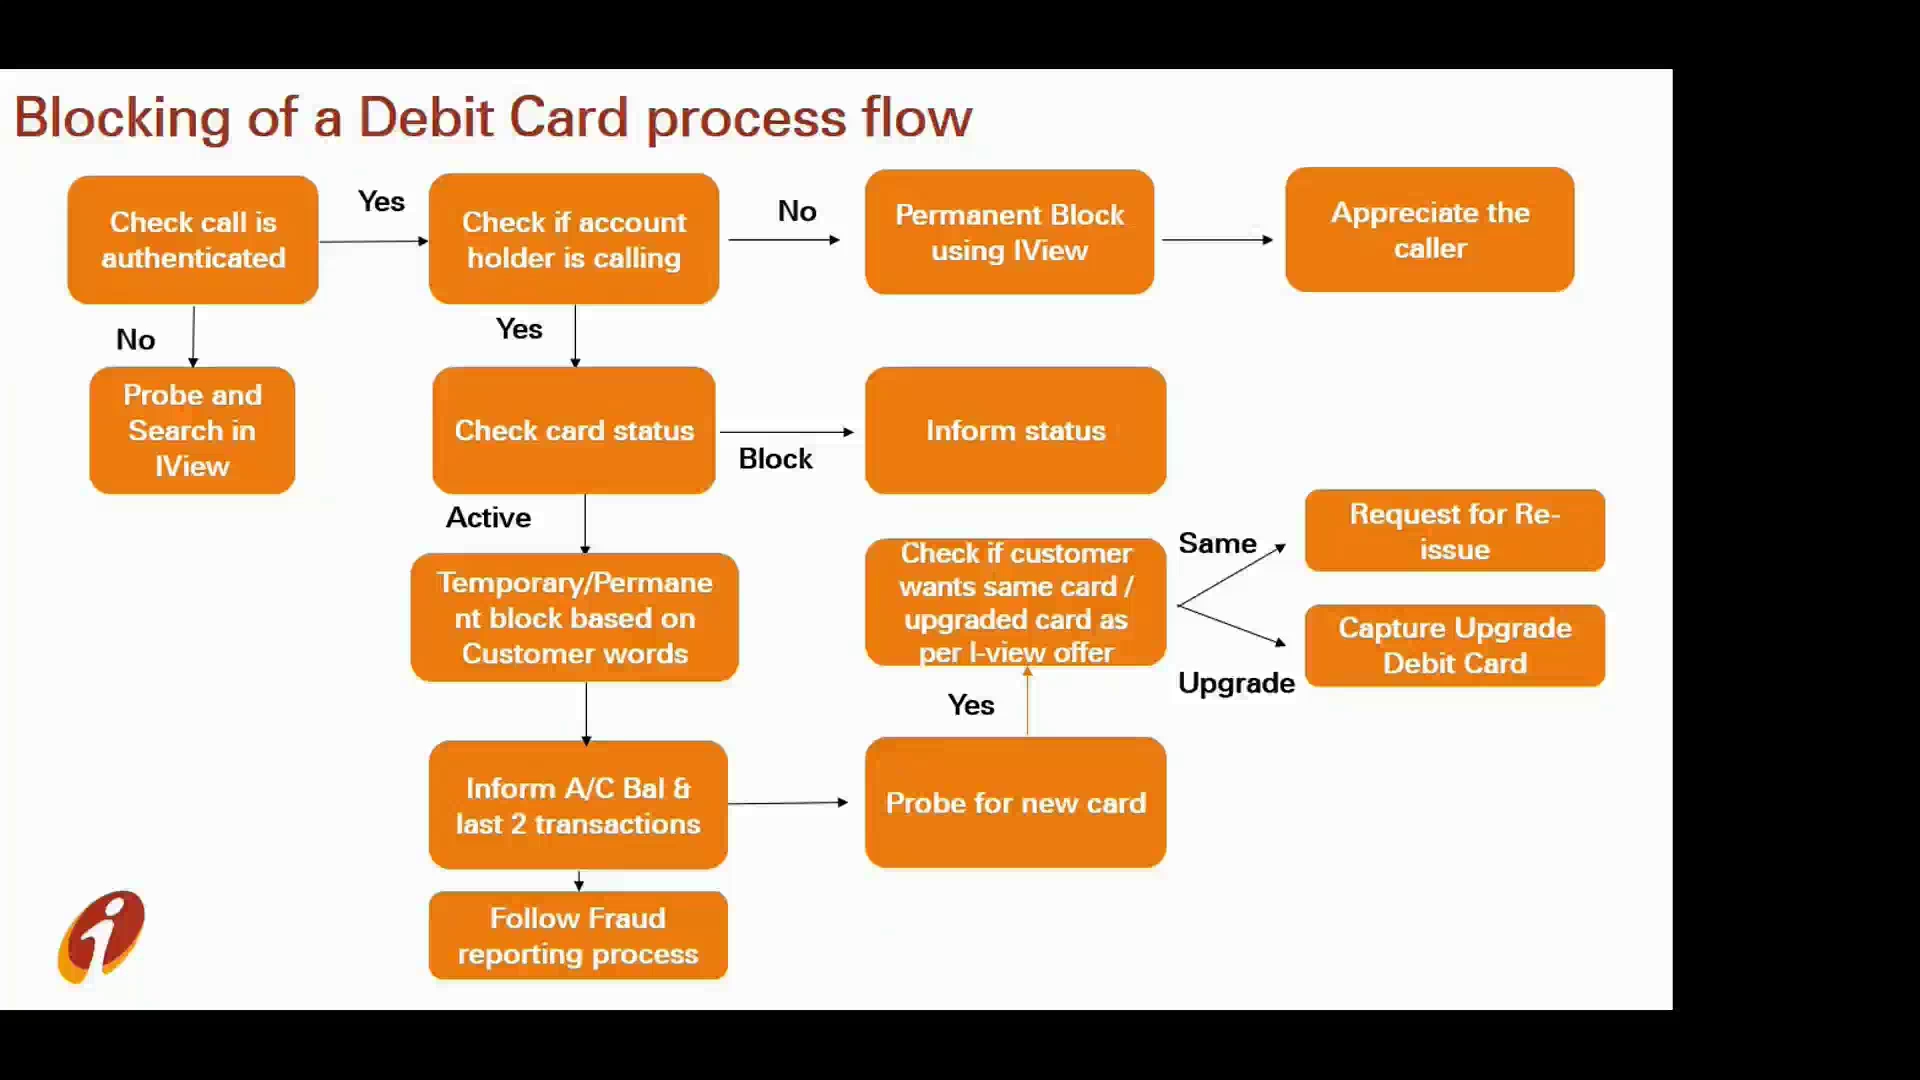 Blocking of a Debit Card process flow
Check call is
authenticated
Yes
Check if account
holder is calling
No
Permanent Block
using IView
Appreciate the
caller
No
Yes
Probe and
Search in
IView
Check card status
Block
Inform status
Active
Temporary/Permane
nt block based on
Customer words
Check if customer
wants same card /
upgraded card as
per I-view offer
Same
Request for Re-
issue
Upgrade
Capture Upgrade
Debit Card
Yes
Inform A/C Bal &
last 2 transactions
Probe for new card
Follow Fraud
reporting process